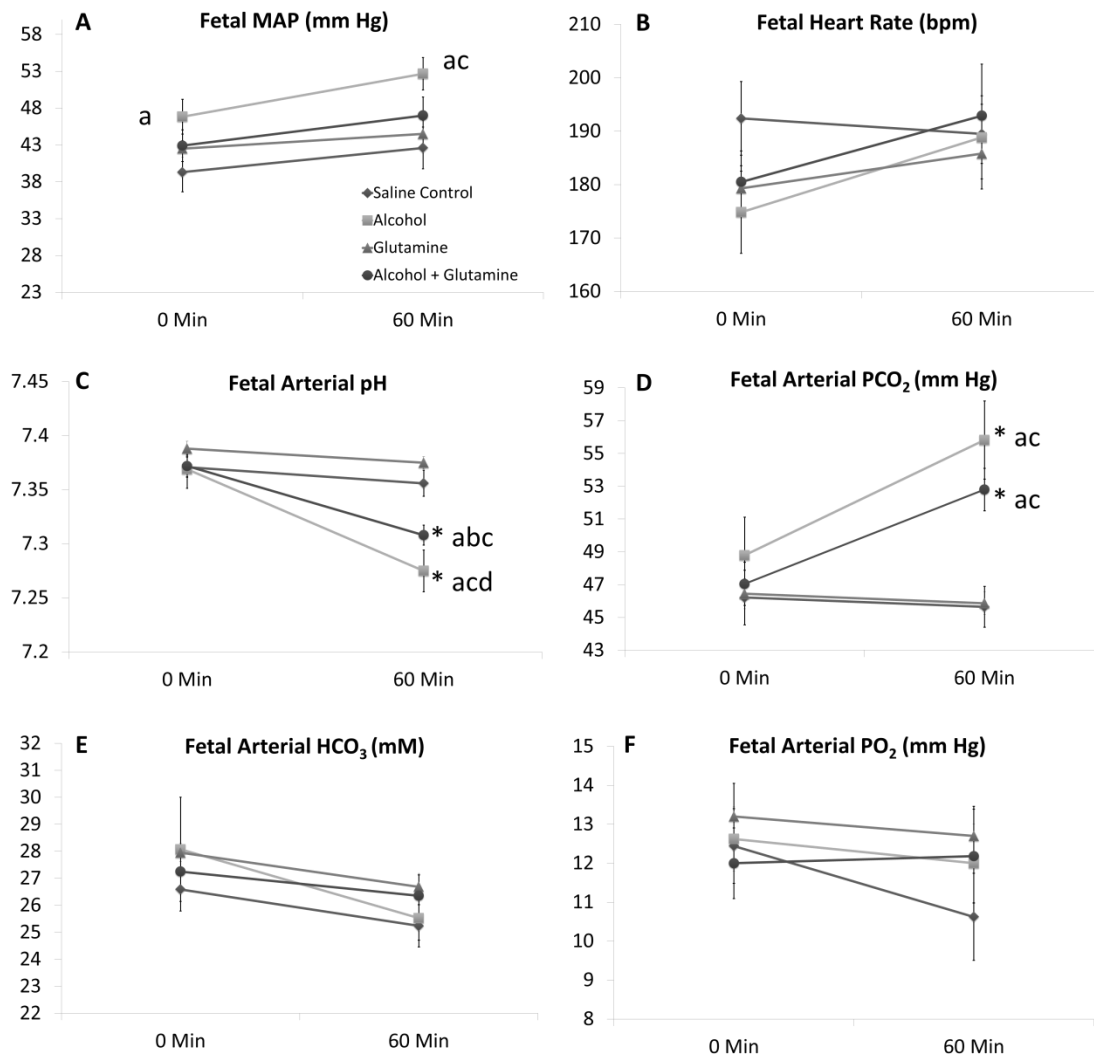 A
Fetal MAP (mm Hg)
58
53
48
43
38
33
28
23
a
ac
Saline Control
Alcohol
Glutamine
Alcohol + Glutamine
0 Min
60 Min
B
Fetal Heart Rate (bpm)
210
200
190
180
170
160
0 Min
60 Min
C
Fetal Arterial pH
7.45
7.4
7.35
7.3
7.25
7.2
* abc
* acd
0 Min
60 Min
D
Fetal Arterial PCO₂ (mm Hg)
59
57
55
53
51
49
47
45
43
* ac
* ac
0 Min
60 Min
E
Fetal Arterial HCO₃ (mM)
32
31
30
29
28
27
26
25
24
23
22
0 Min
60 Min
F
Fetal Arterial PO₂ (mm Hg)
15
14
13
12
11
10
9
8
0 Min
60 Min